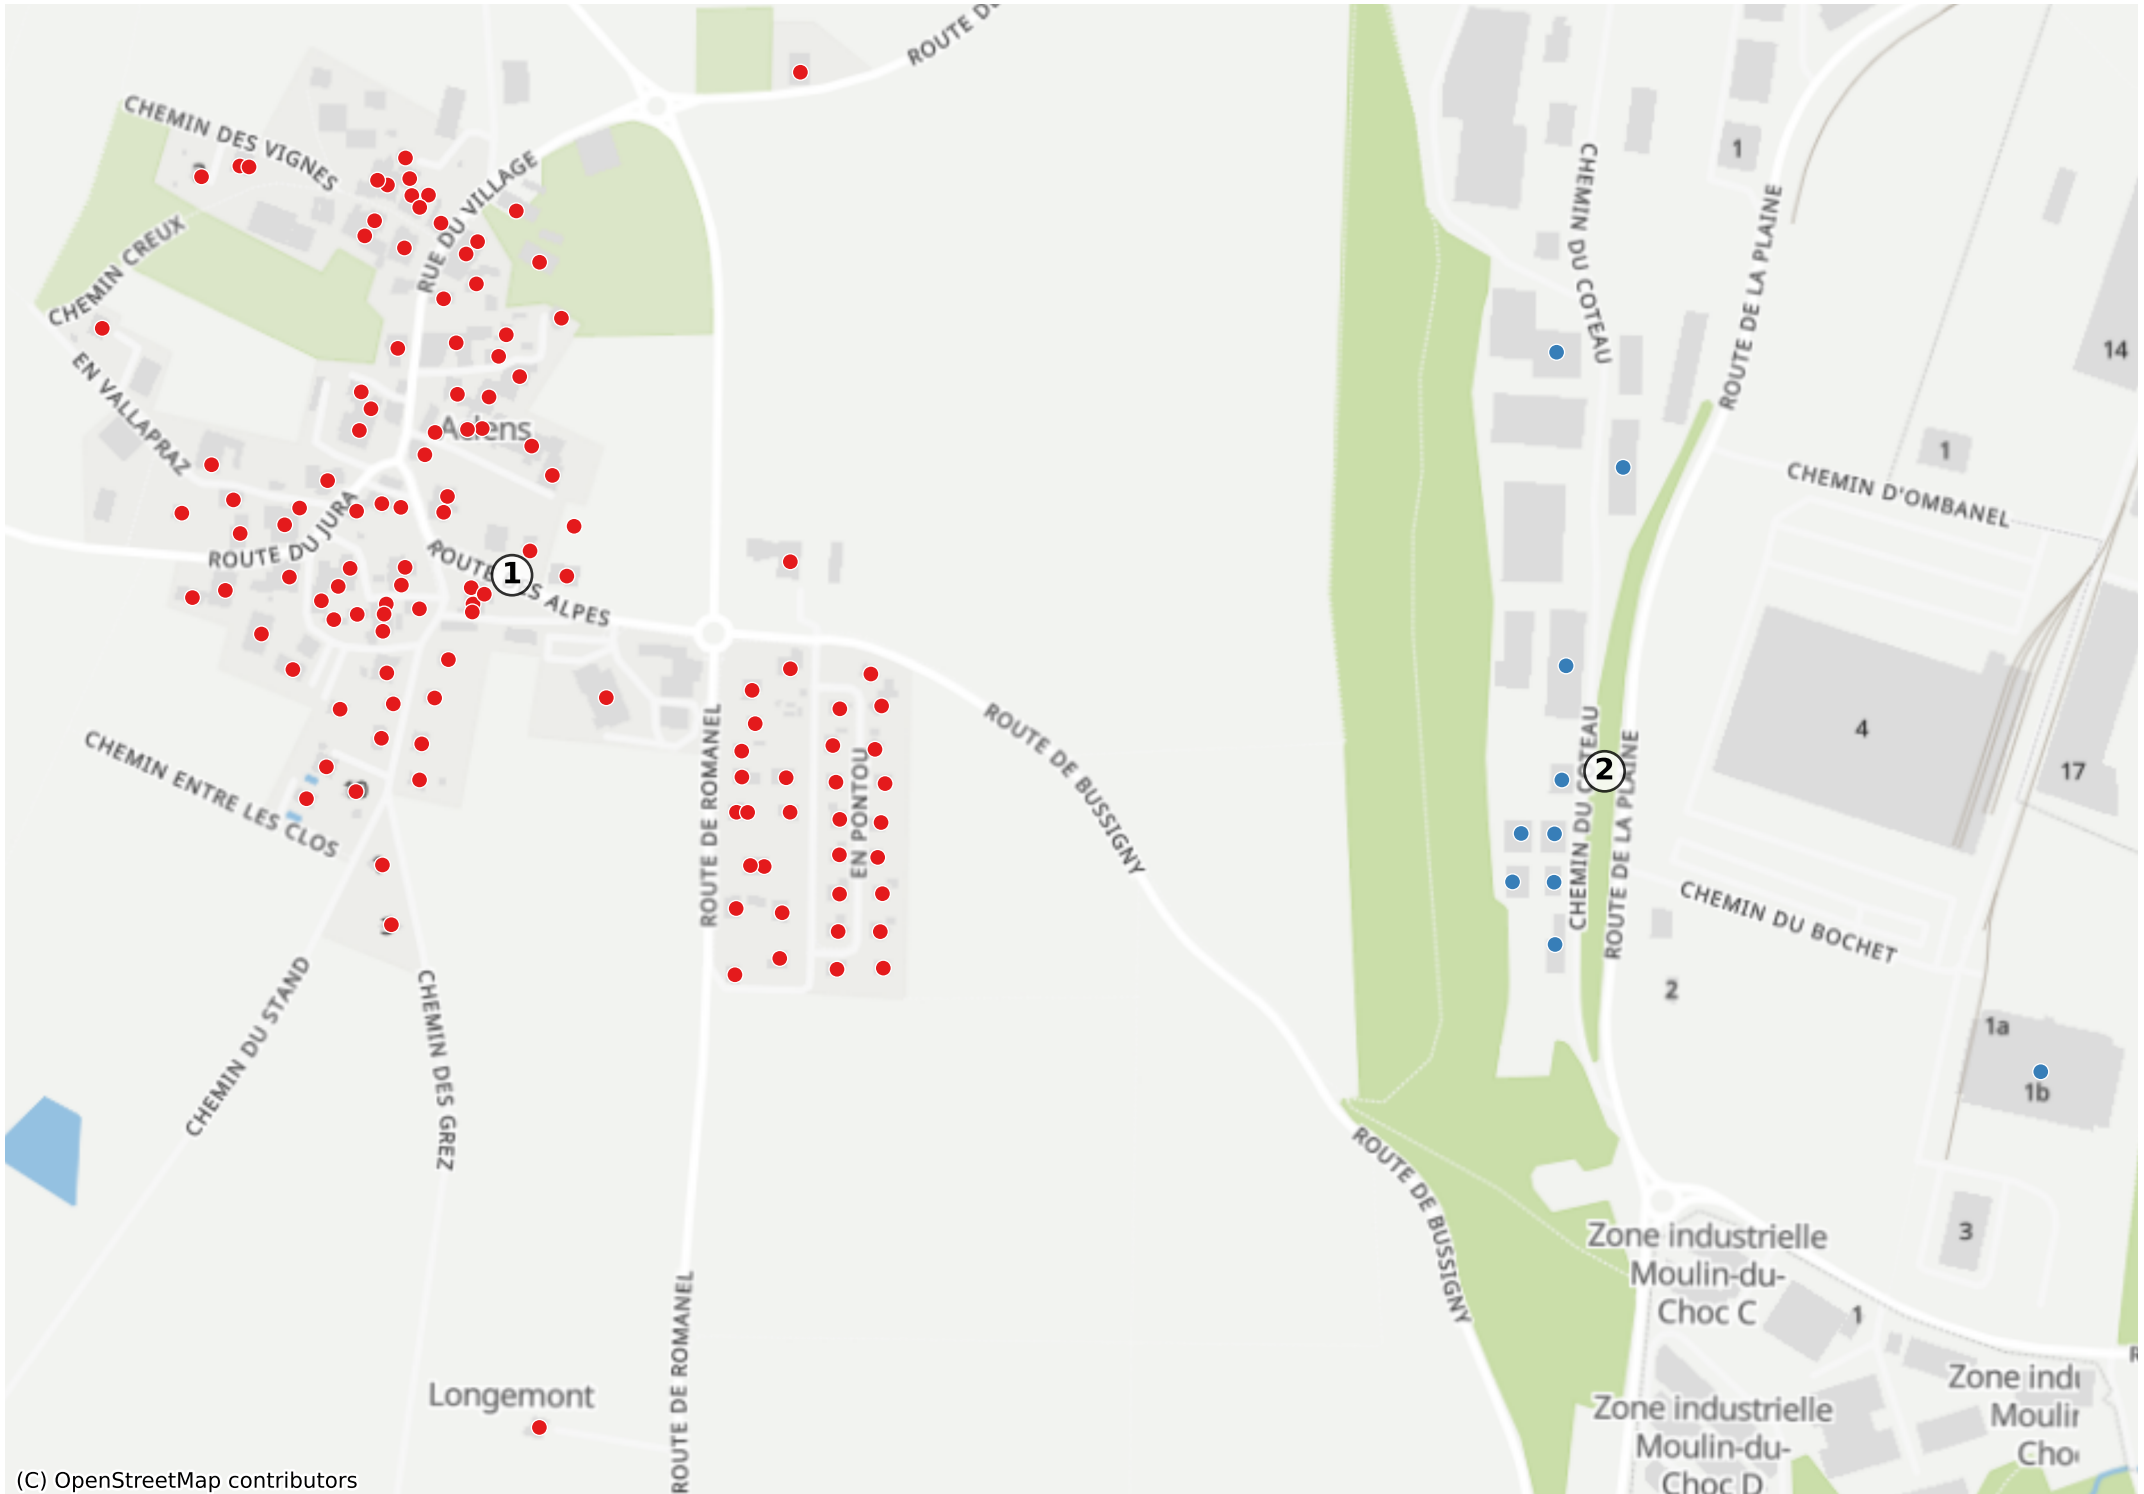 ROUTE DU
CHEMIN DES VIGNES
RUE DU VILLAGE
CHEMIN DU COTEAU
1
ROUTE DE LA PLAINE
CHEMIN CREUX
14
EN VALLAPRAZ
1
CHEMIN D'OMBANEL
ROUTE DU JURA
1
ALPES
ROUTE DE ROMANEL
ROUTE DE BUSSIGNY
EN PONTOU
CHEMIN DU COTEAU
2
ROUTE DE LA PLAINE
4
17
CHEMIN ENTRE LES CLOS
CHEMIN DU BOCHET
CHEMIN DU STAND
CHEMIN DES GREZ
2
1a
1b
ROUTE DE BUSSIGNY
3
Zone industrielle
Moulin-du-
Choc C
1
ROUTE DE ROMANEL
Longemont
Zone industrielle
Moulin-du-
Choc D
Zone
(C) OpenStreetMap contributors